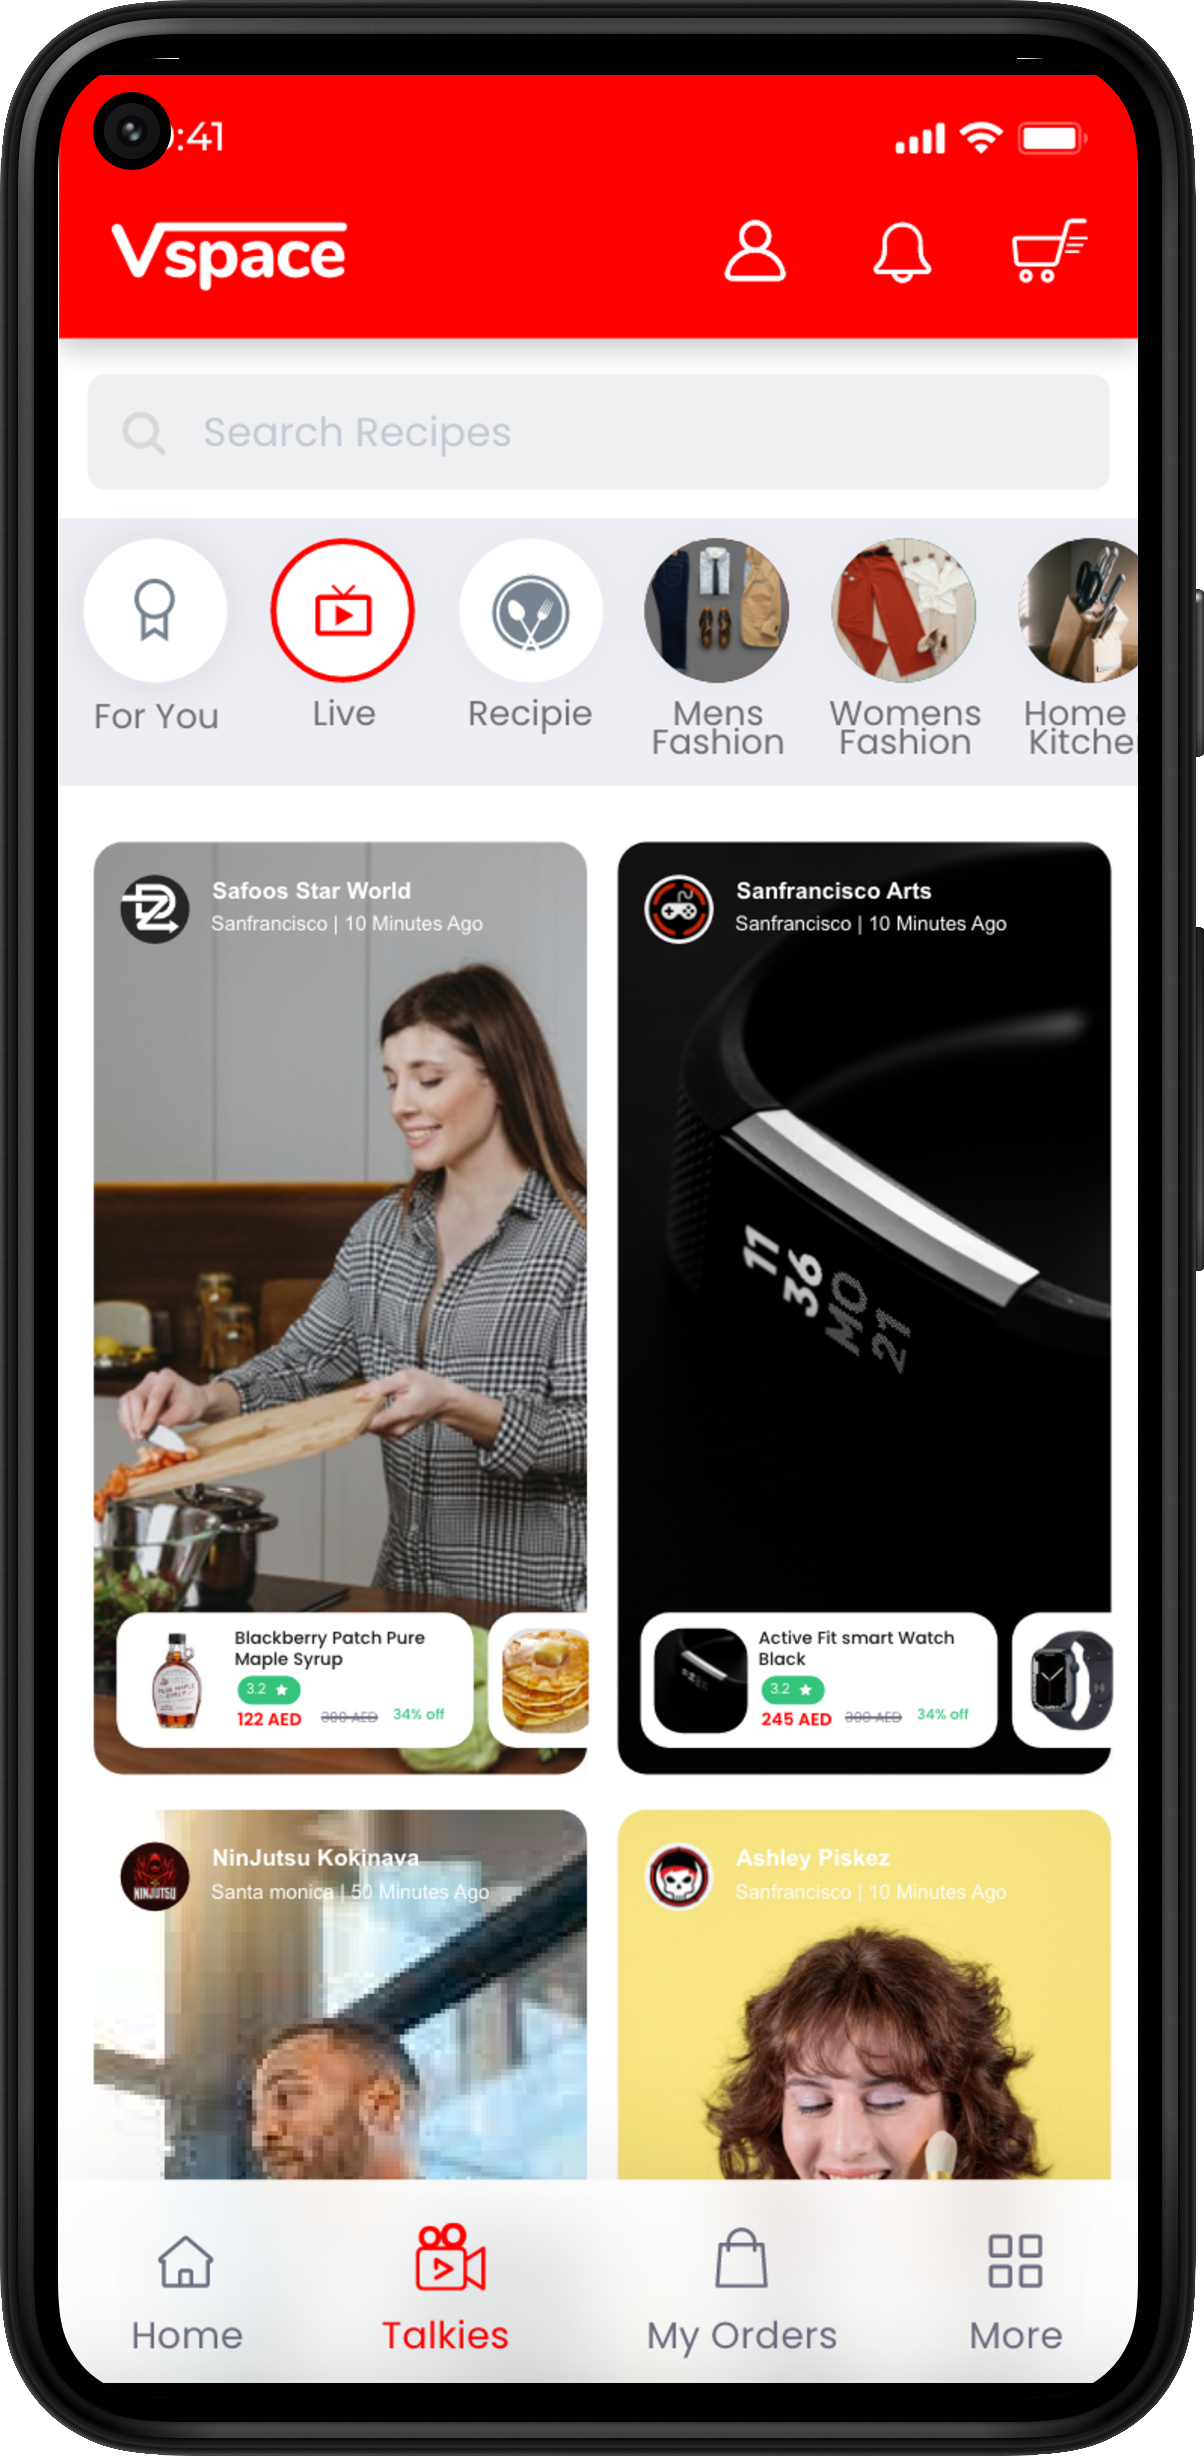 :41
Vspace
Search Recipes
For You
Live
Recipie
Mens
Fashion
Womens
Fashion
Home
Kitche
Safoos Star World
Sanfrancisco | 10 Minutes Ago
Sanfrancisco Arts
Sanfrancisco | 10 Minutes Ago
11
36
MO
21
Blackberry Patch Pure
Maple Syrup
3.2
122 AED 300 AED 34% off
Active Fit smart Watch
Black
3.2
245 AED 300 AED 34% off
NINJUTSU
NinJutsu Kokinava
Santa monica | 50 Minutes Ago
Ashley Piskez
Sanfrancisco | 10 Minutes Ago
Home
Talkies
My Orders
More